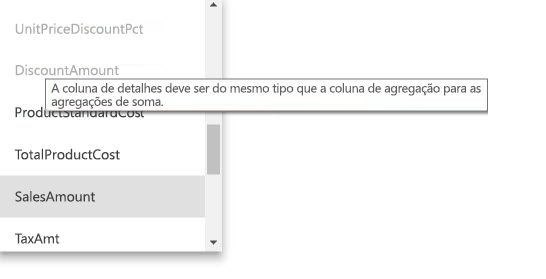 UnitPriceDiscountPct
DiscountAmount
A coluna de detalhes deve ser do mesmo tipo que a coluna de agregação para as
agregações de soma.
ProductStandardCost
TotalProductCost
SalesAmount
TaxAmt